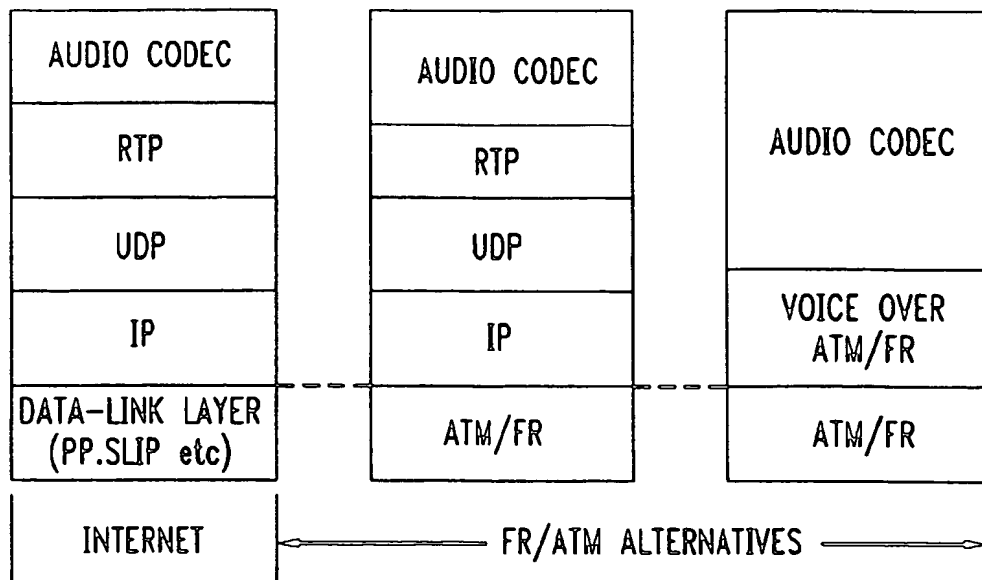 AUDIO CODEC
RTP
UDP
IP
DATA-LINK LAYER
(PP.SLIP etc)
INTERNET
AUDIO CODEC
RTP
UDP
IP
ATM/FR
AUDIO CODEC
VOICE OVER
ATM/FR
ATM/FR
FR/ATM ALTERNATIVES